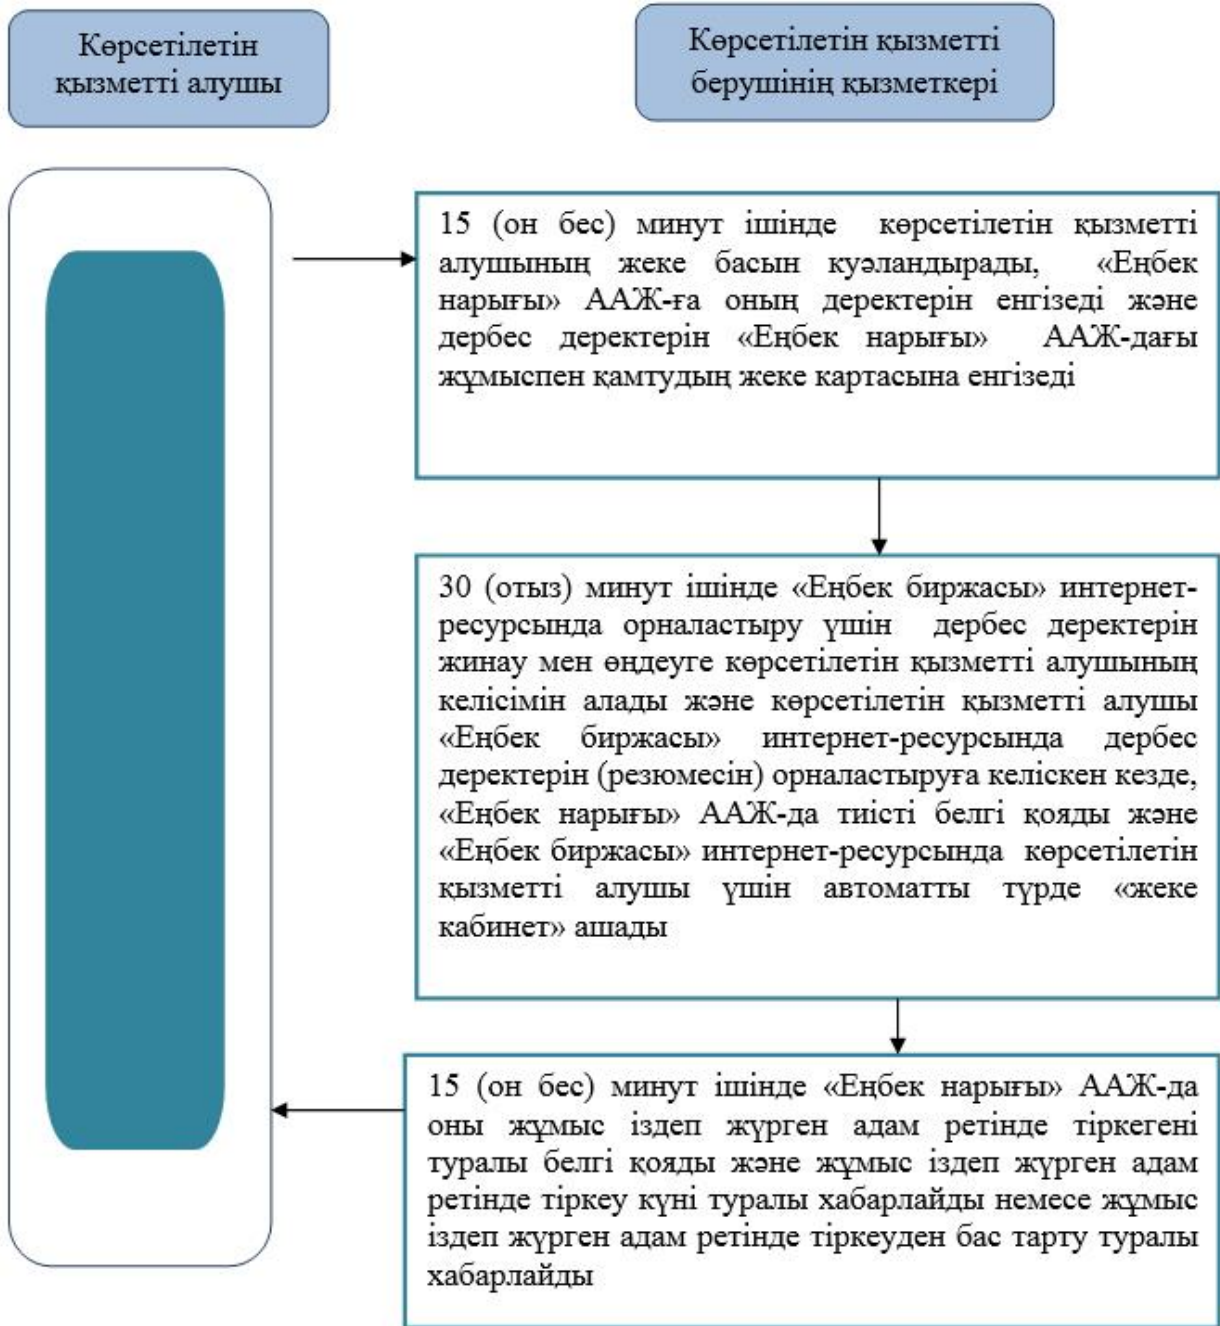 Көрсетілетін
қызметті алушы
Көрсетілетін қызметті
берушінің қызметкері
15 (он бес) минут ішінде көрсетілетін қызметті
алушының жеке басын куәландырады, «Еңбек
нарығы» ААЖ-ға оның деректерін енгізеді және
дербес деректерін «Еңбек нарығы» ААЖ-дағы
жұмыспен қамтудың жеке картасына енгізеді
30 (отыз) минут ішінде «Еңбек биржасы» интернет-
ресурсында орналастыру үшін дербес деректерін
жинау мен өңдеуге көрсетілетін қызметті алушының
келісімін алады және көрсетілетін қызметті алушы
«Еңбек биржасы» интернет-ресурсында дербес
деректерін (резюмесін) орналастыруға келіскен кезде,
«Еңбек нарығы» ААЖ-да тиісті белгі қояды және
«Еңбек биржасы» интернет-ресурсында көрсетілетін
қызметті алушы үшін автоматты түрде «жеке
кабинет» ашады
15 (он бес) минут ішінде «Еңбек нарығы» ААЖ-да
оны жұмыс іздеп жүрген адам ретінде тіркегені
туралы белгі қояды және жұмыс іздеп жүрген адам
ретінде тіркеу күні туралы хабарлайды немесе жұмыс
іздеп жүрген адам ретінде тіркеуден бас тарту туралы
хабарлайды